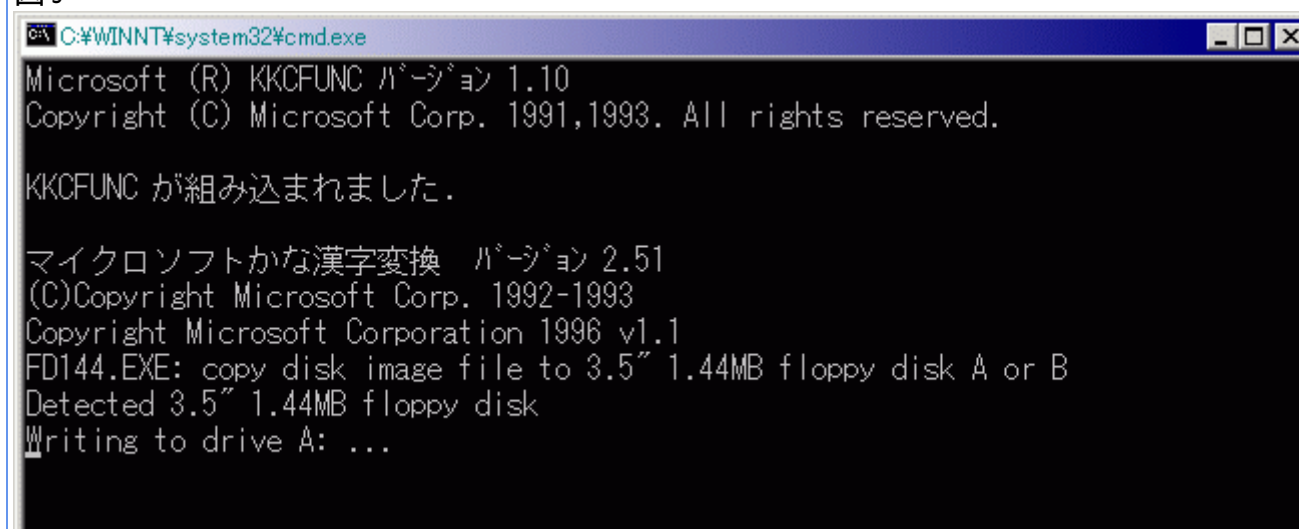 C:¥WINNT¥system32¥cmd.exe
Microsoft (R) KKCFUNC ﾊﾞｰｼﾞｮﾝ 1.10
Copyright (C) Microsoft Corp. 1991,1993. All rights reserved.
KKCFUNC が組み込まれました.
マイクロソフトかな漢字変換　ﾊﾞｰｼﾞｮﾝ 2.51
(C)Copyright Microsoft Corp. 1992-1993
Copyright Microsoft Corporation 1996 v1.1
FD144.EXE: copy disk image file to 3.5″ 1.44MB floppy disk A or B
Detected 3.5″ 1.44MB floppy disk
Writing to drive A: ...